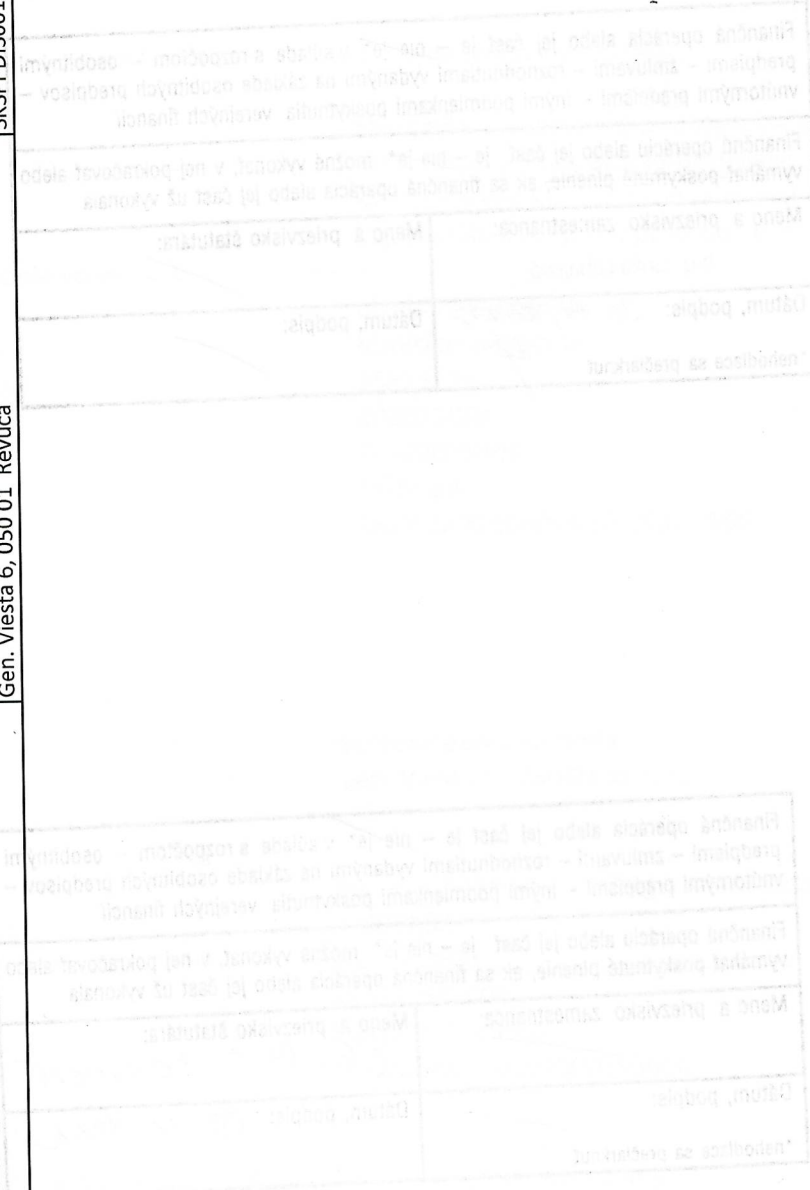 SKSI
Gen. Viesta 6, 050 01 Revúca
Finančná operácia alebo jej časť je – nie je* v súlade s rozpočtom - osobitnými
predpismi – zmluvami – rozhodnutiami vydanými na základe osobitných predpisov –
vnútornými predpismi - inými podmienkami poskytnutia verejných financií
Finančnú operáciu alebo jej časť je – nie je* možné vykonať, v nej pokračovať alebo
vymáhať poskytnuté plnenie, ak sa finančná operácia alebo jej časť už vykonala
Meno a priezvisko zamestnanca: Meno a priezvisko štatutára:
Dátum, podpis: Dátum, podpis:
*nehodiace sa prečiarknuť
Finančná operácia alebo jej časť je – nie je* v súlade s rozpočtom - osobitnými
predpismi – zmluvami – rozhodnutiami vydanými na základe osobitných predpisov –
vnútornými predpismi - inými podmienkami poskytnutia verejných financií
Finančnú operáciu alebo jej časť je – nie je* možné vykonať, v nej pokračovať alebo
vymáhať poskytnuté plnenie, ak sa finančná operácia alebo jej časť už vykonala
Meno a priezvisko zamestnanca: Meno a priezvisko štatutára:
Dátum, podpis: Dátum, podpis:
*nehodiace sa prečiarknuť